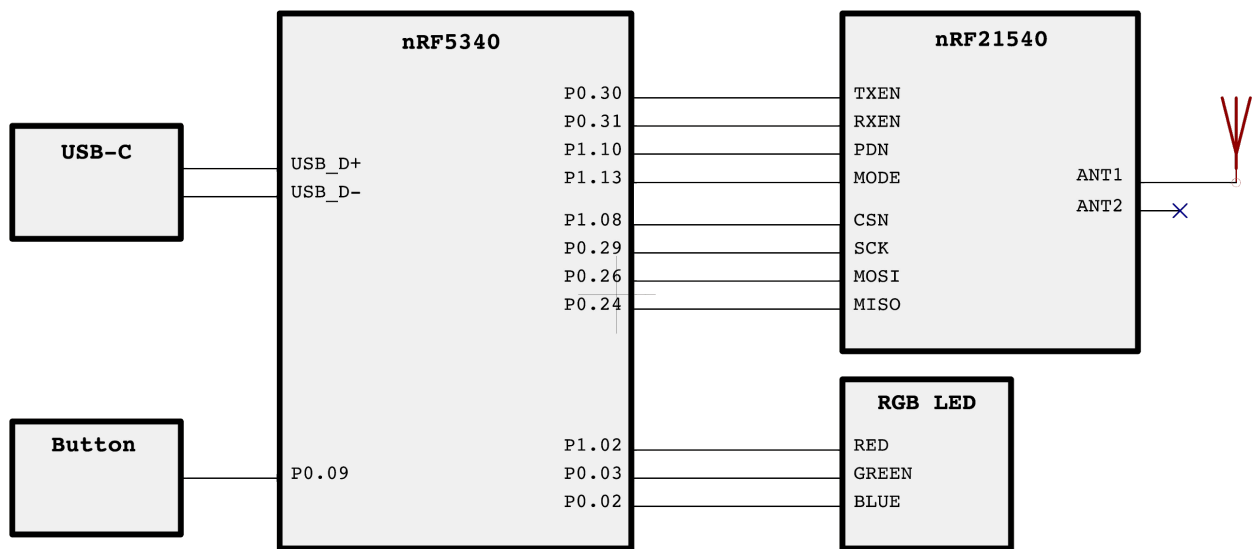 nRF5340
nRF21540
USB-C
USB_D+
USB_D-
Button
P0.09
P0.30
P0.31
P1.10
P1.13
P1.08
P0.29
P0.26
P0.24
P1.02
P0.03
P0.02
TXEN
RXEN
PDN
MODE
CSN
SCK
MOSI
MISO
ANT1
ANT2
RGB LED
RED
GREEN
BLUE